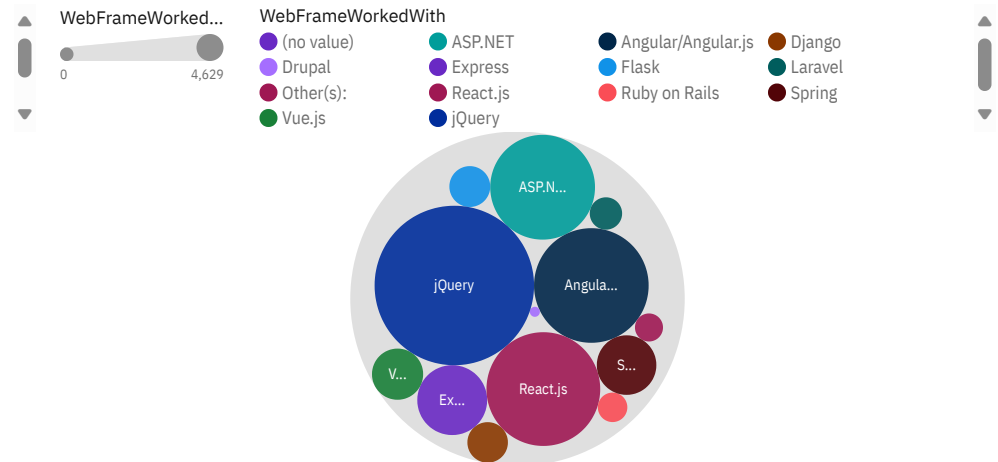 WebFrameWorked...
0
4,629
WebFrameWorkedWith
(no value)
ASP.NET
Angular/Angular.js
Django
Drupal
Express
Flask
Laravel
Other(s):
React.js
Ruby on Rails
Spring
Vue.js
jQuery
ASP.N...
jQuery
Angula...
S...
V...
React.js
Ex...